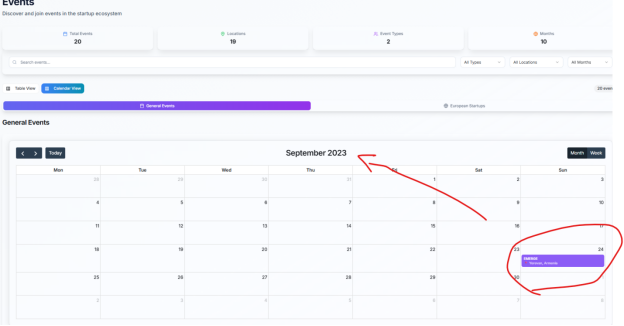 Events
Discover and join events in the startup ecosystem
Total Events
20
Locations
19
Event Types
2
Months
10
Search events...
All Types
All Locations
All Months
Table View
Calendar View
20 even
General Events
European Startups
General Events
Today
September 2023
Month
Week
Mon
Tue
Wed
Thu
Fri
Sat
Sun
28
29
30
31
1
2
3
4
5
6
7
8
9
10
11
12
13
14
15
16
17
18
19
20
21
22
23
24
EMERGE
Yerevan, Armenia
25
26
27
28
29
30
2
3
4
5
6
7
8